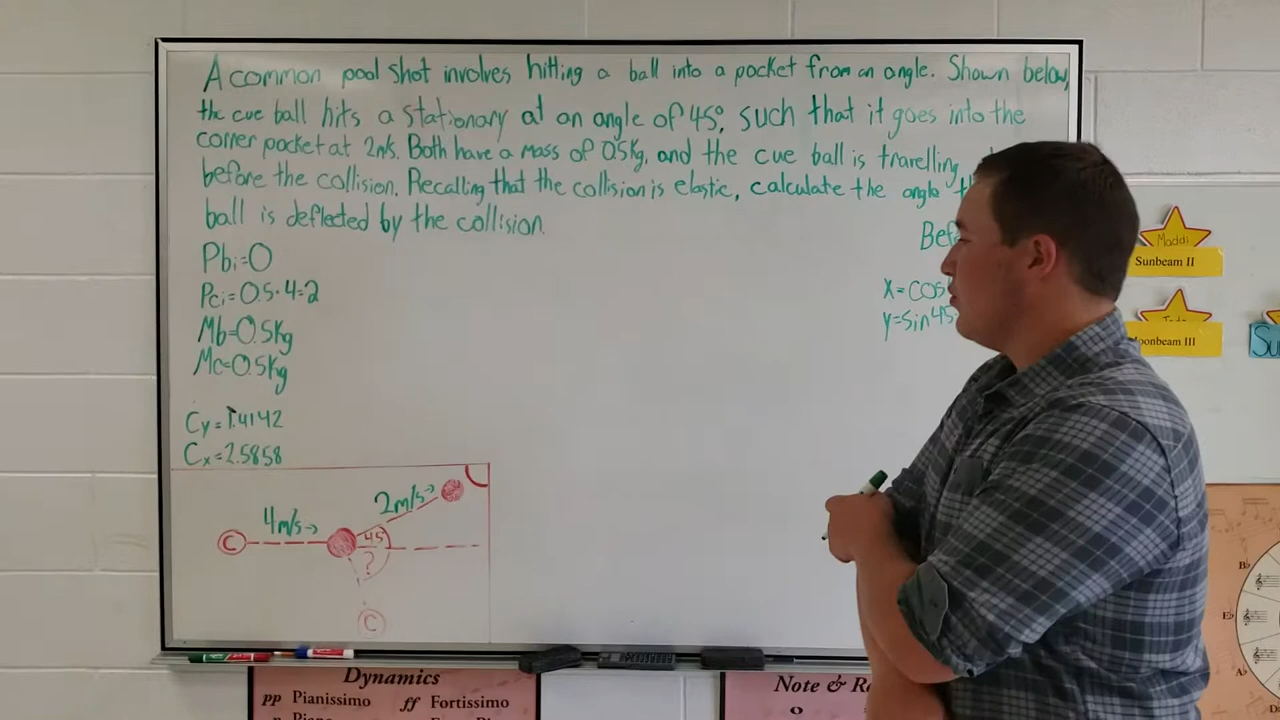 A common pool shot involves hitting a ball into a pocket from an angle. Shown below,
the cue ball hits a stationary at an angle of 45°, such that it goes into the
corner pocket at 2m/s. Both have a mass of 0.5kg, and the cue ball is travelling
before the collision. Recalling that the collision is elastic, calculate the angle
ball is deflected by the collision.
Pbi=0
Pci=0.5·4=2
Mb=0.5kg
Mc=0.5kg
Cy=1.4142
Cx=2.5858
Bef
x=cos
y=sin45
4m/s→
2m/s→
C
45
?
C
Maddi
Sunbeam II
oonbeam III
Su
Dynamics
pp Pianissimo
ff Fortissimo
Note & R
B♭
E♭
A♭